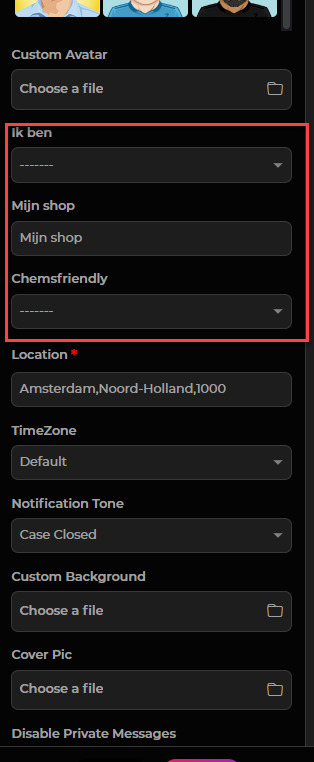 Custom Avatar
Choose a file
Ik ben
-------
Mijn shop
Mijn shop
Chemsfriendly
-------
Location *
Amsterdam,Noord-Holland,1000
TimeZone
Default
Notification Tone
Case Closed
Custom Background
Choose a file
Cover Pic
Choose a file
Disable Private Messages